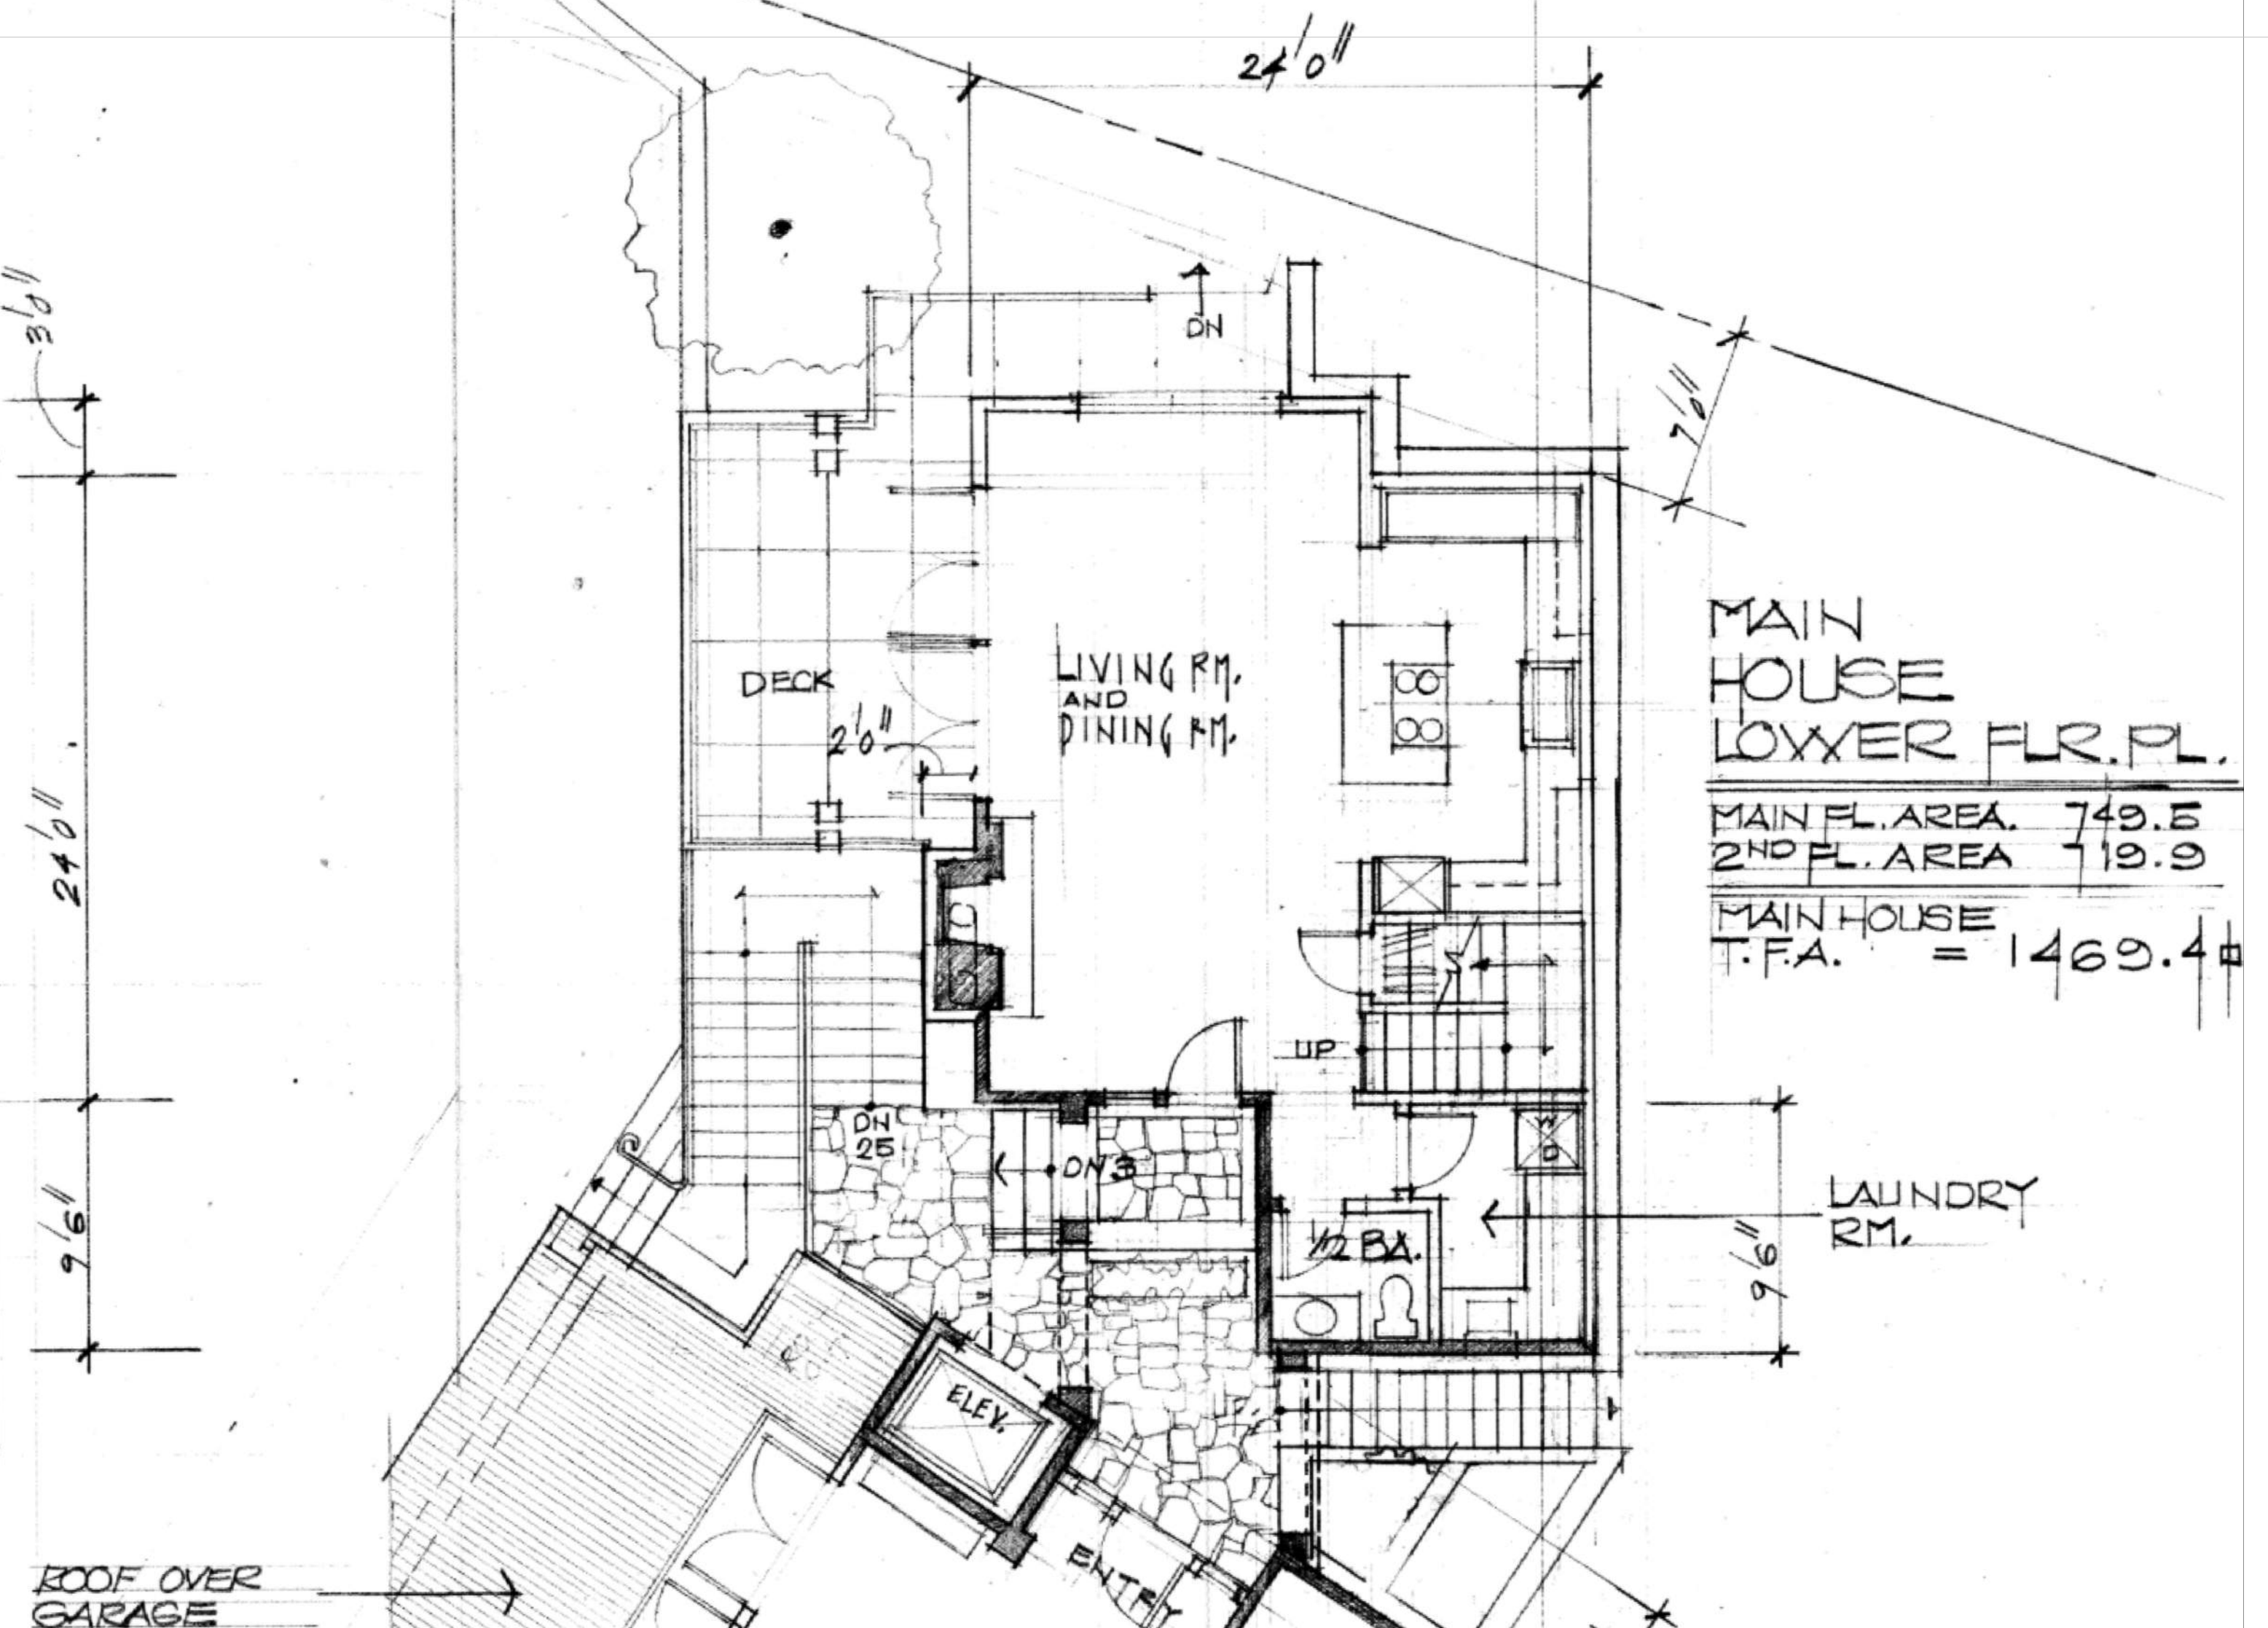 24'0"
3'0"
DN
7'0"
MAIN
HOUSE
LOWER FLR. PL.
MAIN FL. AREA. 749.5
2ND FL. AREA 719.9
MAIN HOUSE
T.F.A. = 1469.4
LIVING RM.
AND
DINING RM.
DECK
2'0"
24'0"
UP
DN
25
DN 3
W
D
LAUNDRY
RM.
1/2 BA.
9'6"
9'6"
ELEV.
ENTRY
ROOF OVER
GARAGE